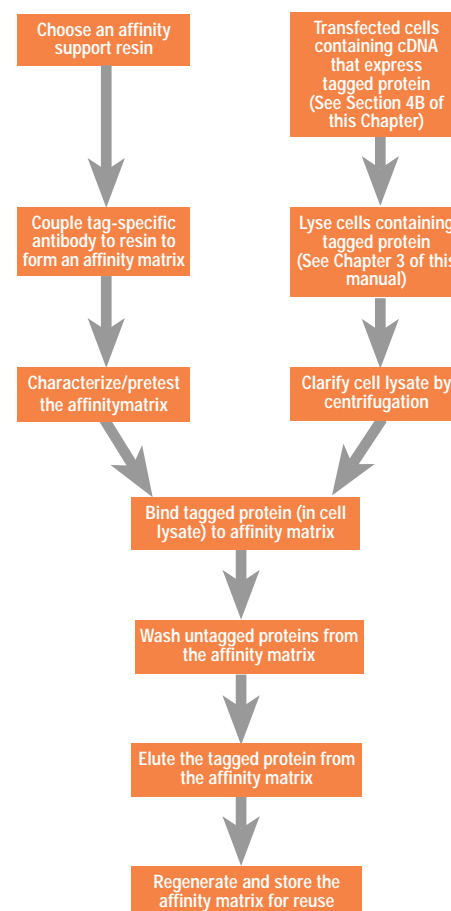 Choose an affinity
support resin
Transfected cells
containing cDNA
that express
tagged protein
(See Section 4B of
this Chapter)
Couple tag-specific
antibody to resin to
form an affinity matrix
Lyse cells containing
tagged protein
(See Chapter 3 of this
manual)
Characterize/pretest
the affinitymatrix
Clarify cell lysate by
centrifugation
Bind tagged protein (in cell
lysate) to affinity matrix
Wash untagged proteins from
the affinity matrix
Elute the tagged protein from
the affinity matrix
Regenerate and store the
affinity matrix for reuse